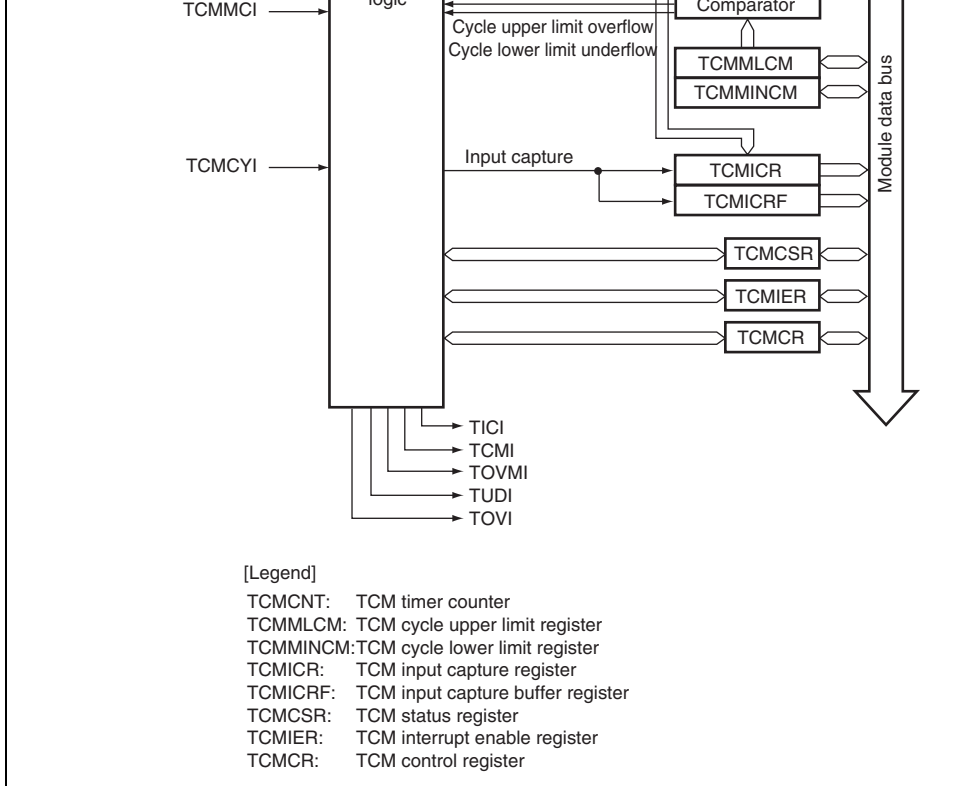 logic
Comparator
TCMMCI
Cycle upper limit overflow
Cycle lower limit underflow
TCMMLCM
TCMMINCM
Module data bus
TCMCYI
Input capture
TCMICR
TCMICRF
TCMCSR
TCMIER
TCMCR
TICI
TCMI
TOVMI
TUDI
TOVI
[Legend]
TCMCNT: TCM timer counter
TCMMLCM: TCM cycle upper limit register
TCMMINCM:TCM cycle lower limit register
TCMICR: TCM input capture register
TCMICRF: TCM input capture buffer register
TCMCSR: TCM status register
TCMIER: TCM interrupt enable register
TCMCR: TCM control register